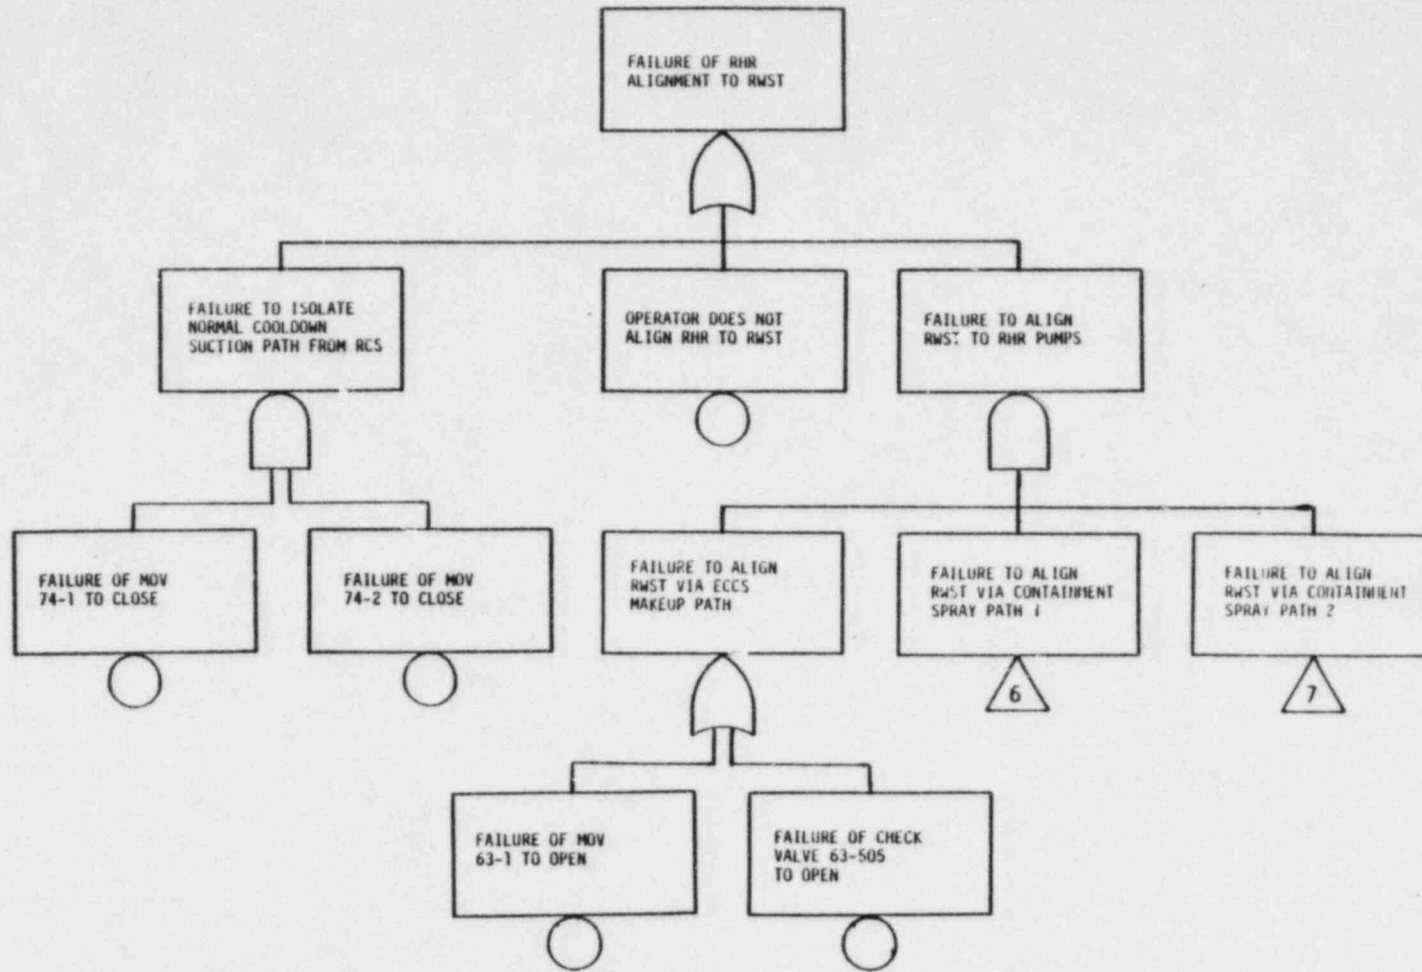 FAILURE OF RHR
ALIGNMENT TO RWST
FAILURE TO ISOLATE
NORMAL COOLDOWN
SUCTION PATH FROM RCS
OPERATOR DOES NOT
ALIGN RHR TO RWST
FAILURE TO ALIGN
RWST TO RHR PUMPS
FAILURE OF MOV
74-1 TO CLOSE
FAILURE OF MOV
74-2 TO CLOSE
FAILURE TO ALIGN
RWST VIA ECCS
MAKEUP PATH
FAILURE TO ALIGN
RWST VIA CONTAINMENT
SPRAY PATH 1
FAILURE TO ALIGN
RWST VIA CONTAINMENT
SPRAY PATH 2
6
7
FAILURE OF MOV
63-1 TO OPEN
FAILURE OF CHECK
VALVE 63-505
TO OPEN